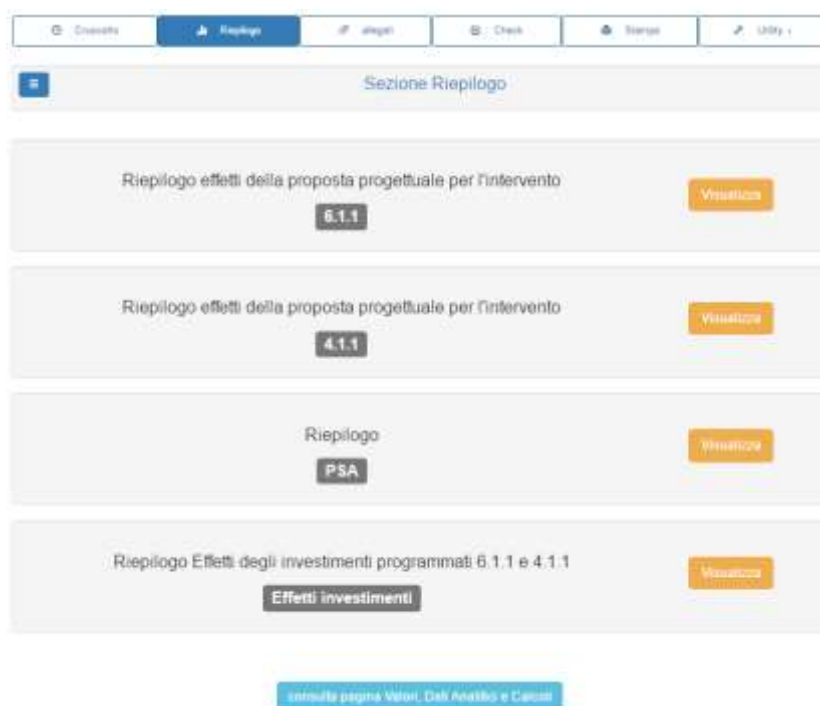 Cruscotto
Riepilogo
allegati
Check
Stampa
Utility
Sezione Riepilogo
Riepilogo effetti della proposta progettuale per l'intervento
6.1.1
Visualizza
Riepilogo effetti della proposta progettuale per l'intervento
4.1.1
Visualizza
Riepilogo
PSA
Visualizza
Riepilogo Effetti degli investimenti programmati 6.1.1 e 4.1.1
Effetti investimenti
Visualizza
consulta pagina Valori, Dati Analitici e Calcoli